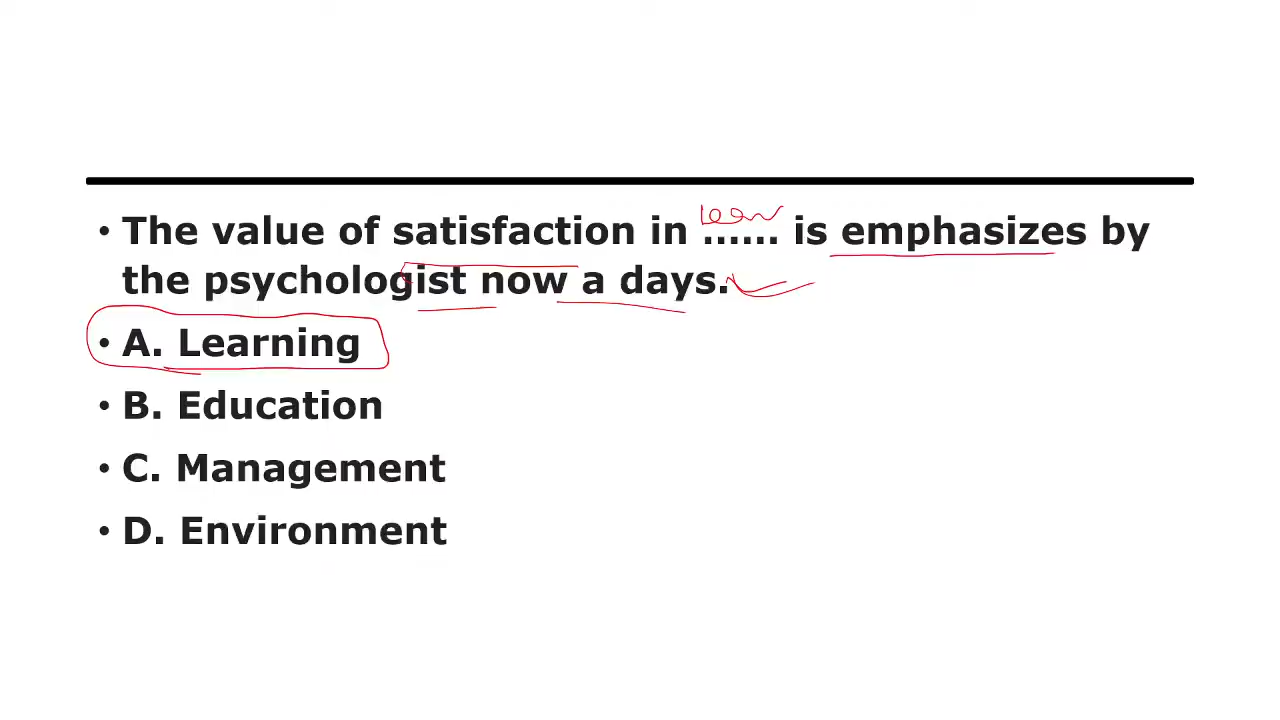 • The value of satisfaction in ...... is emphasizes by
the psychologist now a days.
• A. Learning
• B. Education
• C. Management
• D. Environment